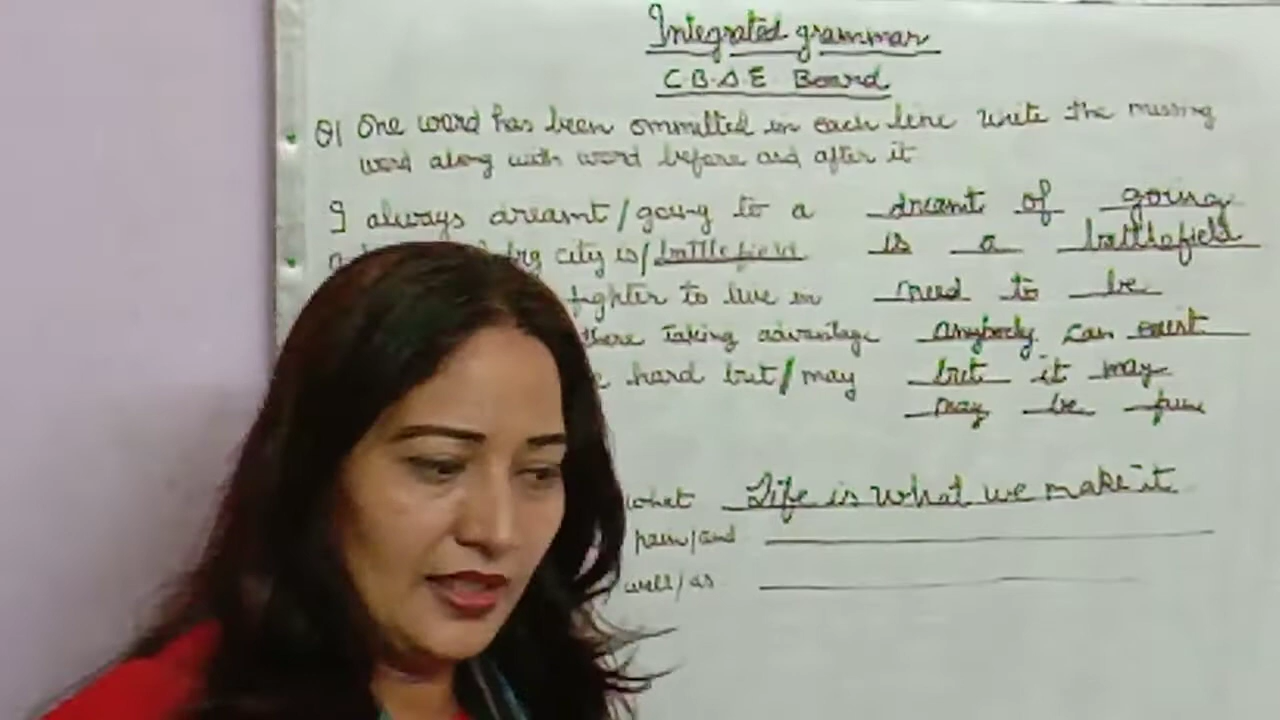 Integrated grammar
C.B.S.E Board
Q1 One word has been ommitted in each line write the missing
word along with word before and after it
I always dreamt/going to a dreamt of going
big city is/battlefield is a battlefield
fighter to live in need to be
there taking advantage anybody can
hard but/may but it may
may be fun
what Life is what we make it
pain/and
well/as